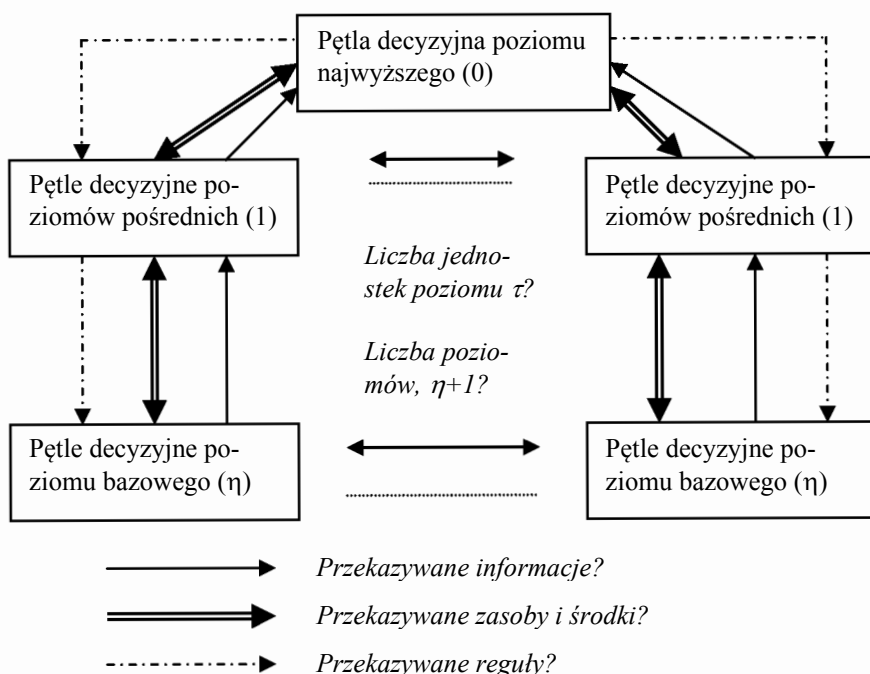 Pętla decyzyjna poziomu
najwyższego (0)
Pętle decyzyjne po-
ziomów pośrednich (1)
Pętle decyzyjne po-
ziomów pośrednich (1)
Liczba jedno-
stek poziomu τ?
Liczba pozio-
mów, η+1?
Pętle decyzyjne po-
ziomu bazowego (η)
Pętle decyzyjne po-
ziomu bazowego (η)
Przekazywane informacje?
Przekazywane zasoby i środki?
Przekazywane reguły?